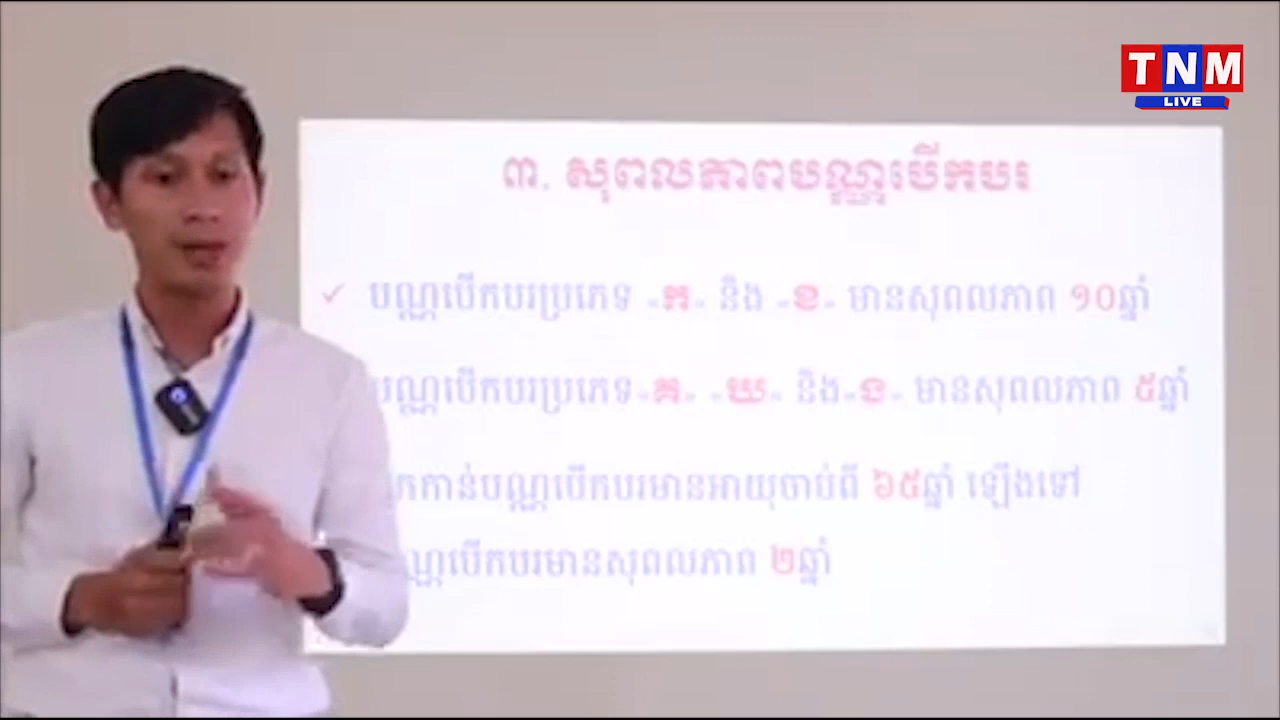 TNM
LIVE
៣. សុពលភាពបណ្ណបើកបរ
✓ បណ្ណបើកបរប្រភេទ «ក» និង «ខ» មានសុពលភាព ១០ឆ្នាំ
បណ្ណបើកបរប្រភេទ«គ» «ឃ» និង«ង» មានសុពលភាព ៥ឆ្នាំ
កាន់បណ្ណបើកបរមានអាយុចាប់ពី ៦៥ឆ្នាំ ឡើងទៅ
បើកបរមានសុពលភាព ២ឆ្នាំ